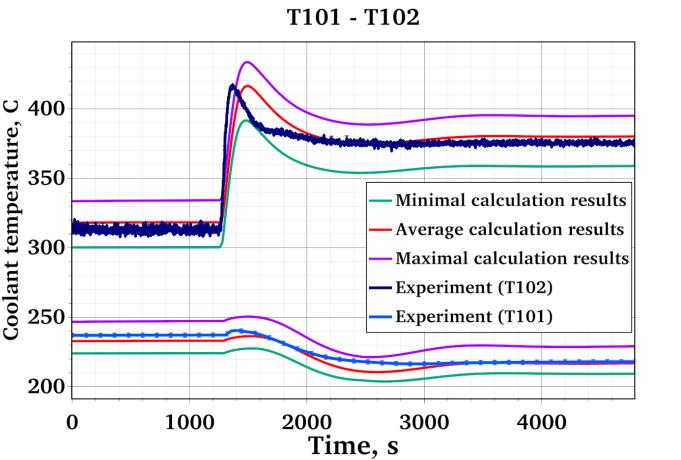 T101 - T102
Coolant temperature, C
400
350
300
250
200
Minimal calculation results
Average calculation results
Maximal calculation results
Experiment (T102)
Experiment (T101)
0 1000 2000 3000 4000
Time, s